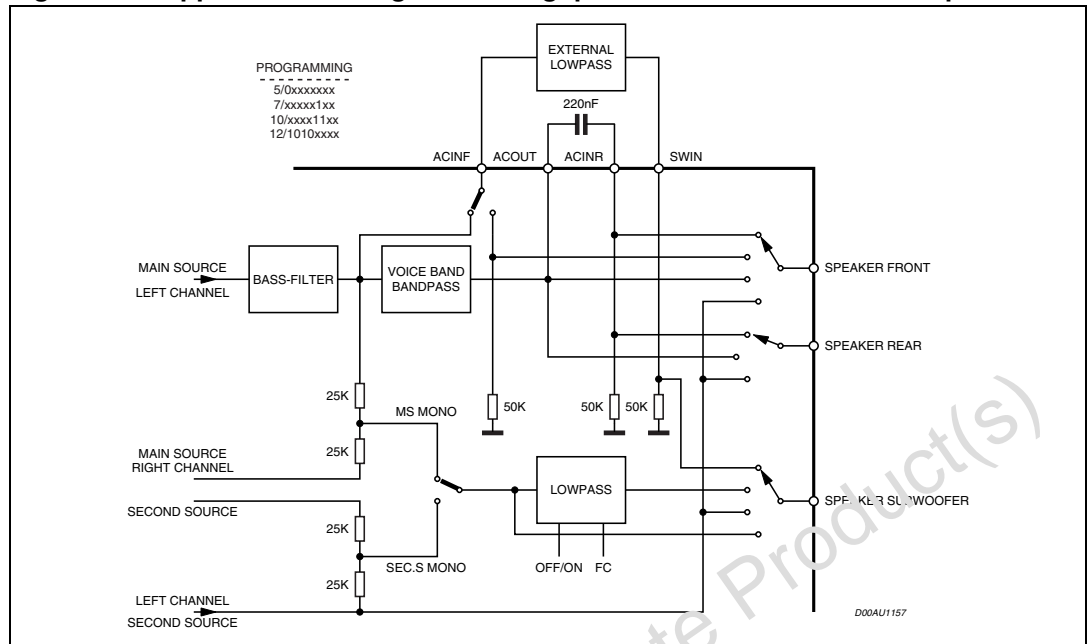 PROGRAMMING
5/0xxxxxxx
7/xxxxx1xx
10/xxxx11xx
12/1010xxxx
EXTERNAL
LOWPASS
220nF
ACINF
ACOUT
ACINR
SWIN
MAIN SOURCE
LEFT CHANNEL
BASS-FILTER
VOICE BAND
BANDPASS
SPEAKER FRONT
SPEAKER REAR
25K
MS MONO
50K
50K
50K
25K
MAIN SOURCE
RIGHT CHANNEL
LOWPASS
SPEAKER SUBWOOFER
SECOND SOURCE
25K
SEC.S MONO
OFF/ON
FC
25K
LEFT CHANNEL
SECOND SOURCE
D00AU1157
te Product(s)